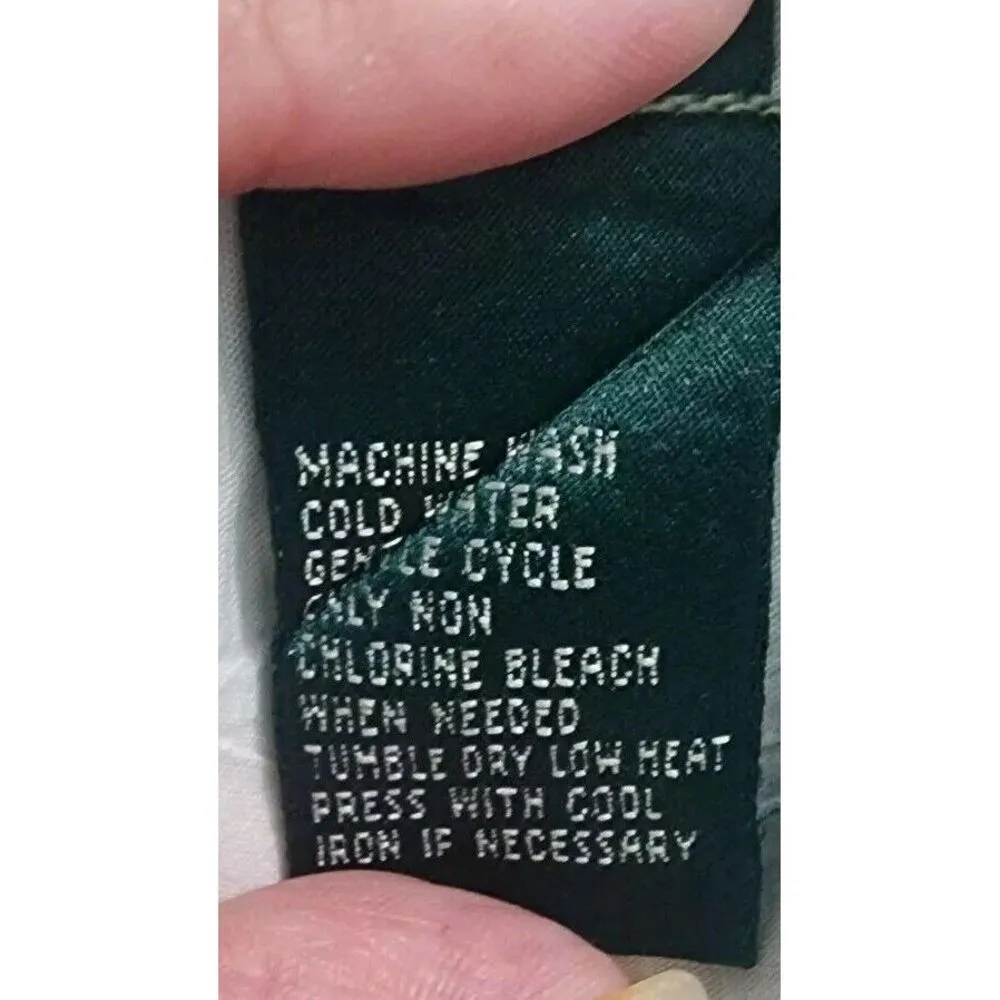 MACHINE WASH
COLD WATER
GENTLE CYCLE
ONLY NON
CHLORINE BLEACH
WHEN NEEDED
TUMBLE DRY LOW HEAT
PRESS WITH COOL
IRON IF NECESSARY